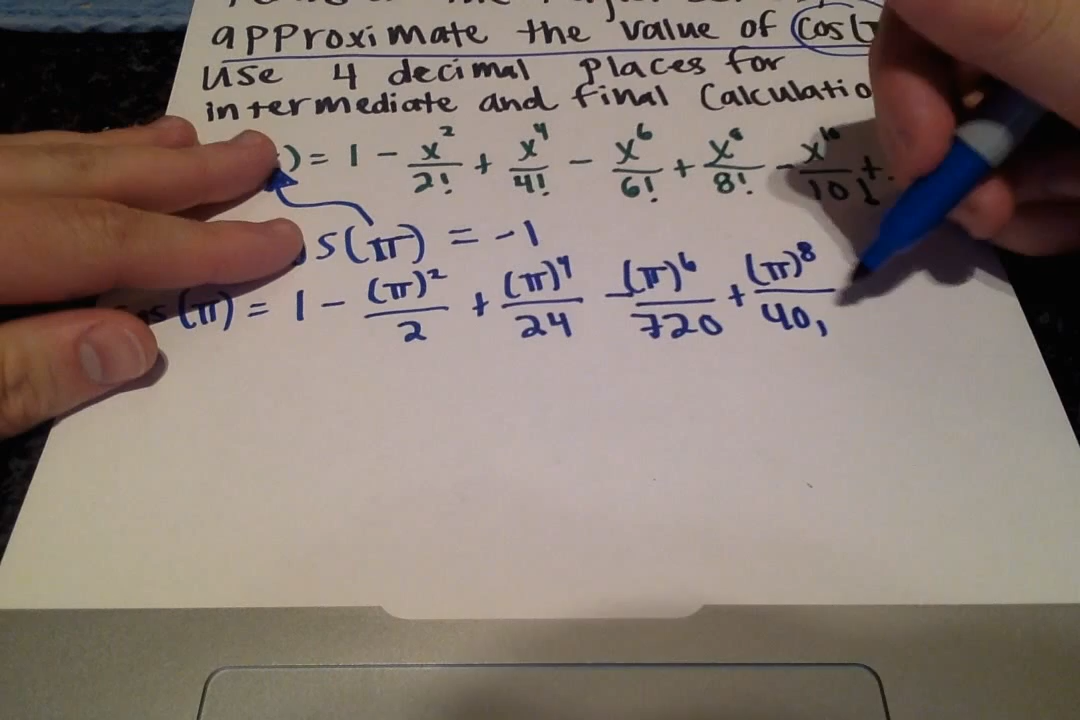 approximate the value of cos(π
Use 4 decimal places for
intermediate and final Calculatio
) = 1 - x²/2! + x⁴/4! - x⁶/6! + x⁸/8! - x¹⁰/10! + .
s(π) = -1
os(π) = 1 - (π)²/2 + (π)⁴/24 - (π)⁶/720 + (π)⁸/40,